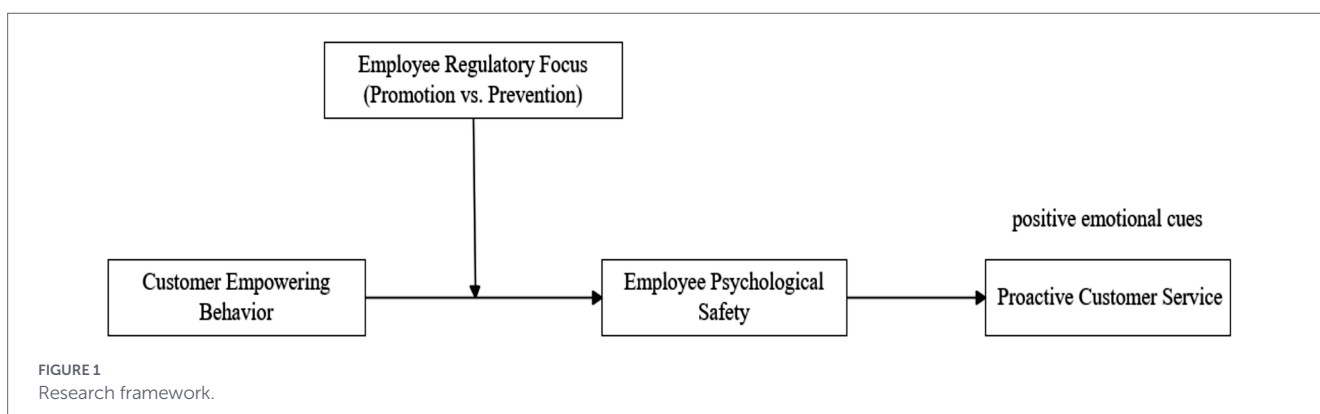 Employee Regulatory Focus
(Promotion vs. Prevention)
positive emotional cues
Customer Empowering
Behavior
Employee Psychological
Safety
Proactive Customer Service
FIGURE 1
Research framework.